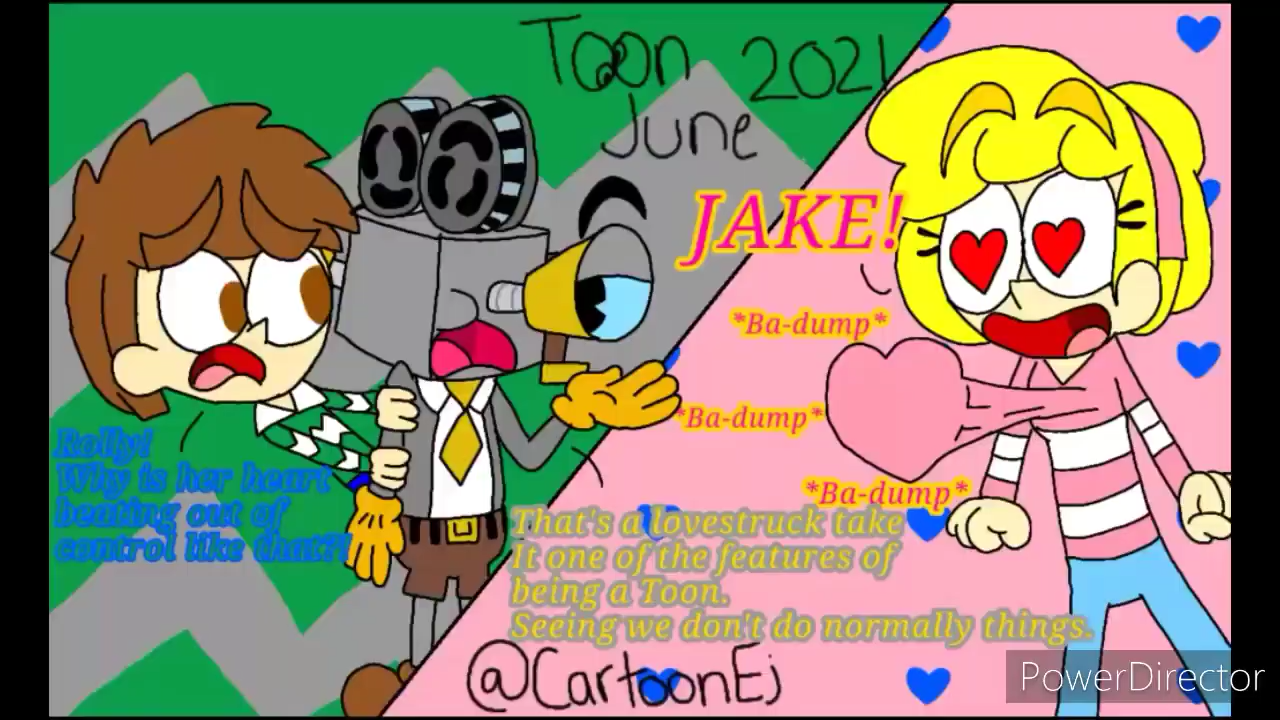 Toon 2021
June
JAKE!
*Ba-dump*
*Ba-dump*
*Ba-dump*
Rolly!
Why is her heart
beating out of
control like that?!
That's a lovestruck take
It one of the features of
being a Toon.
Seeing we don't do normally things.
@CartoonEj
PowerDirector